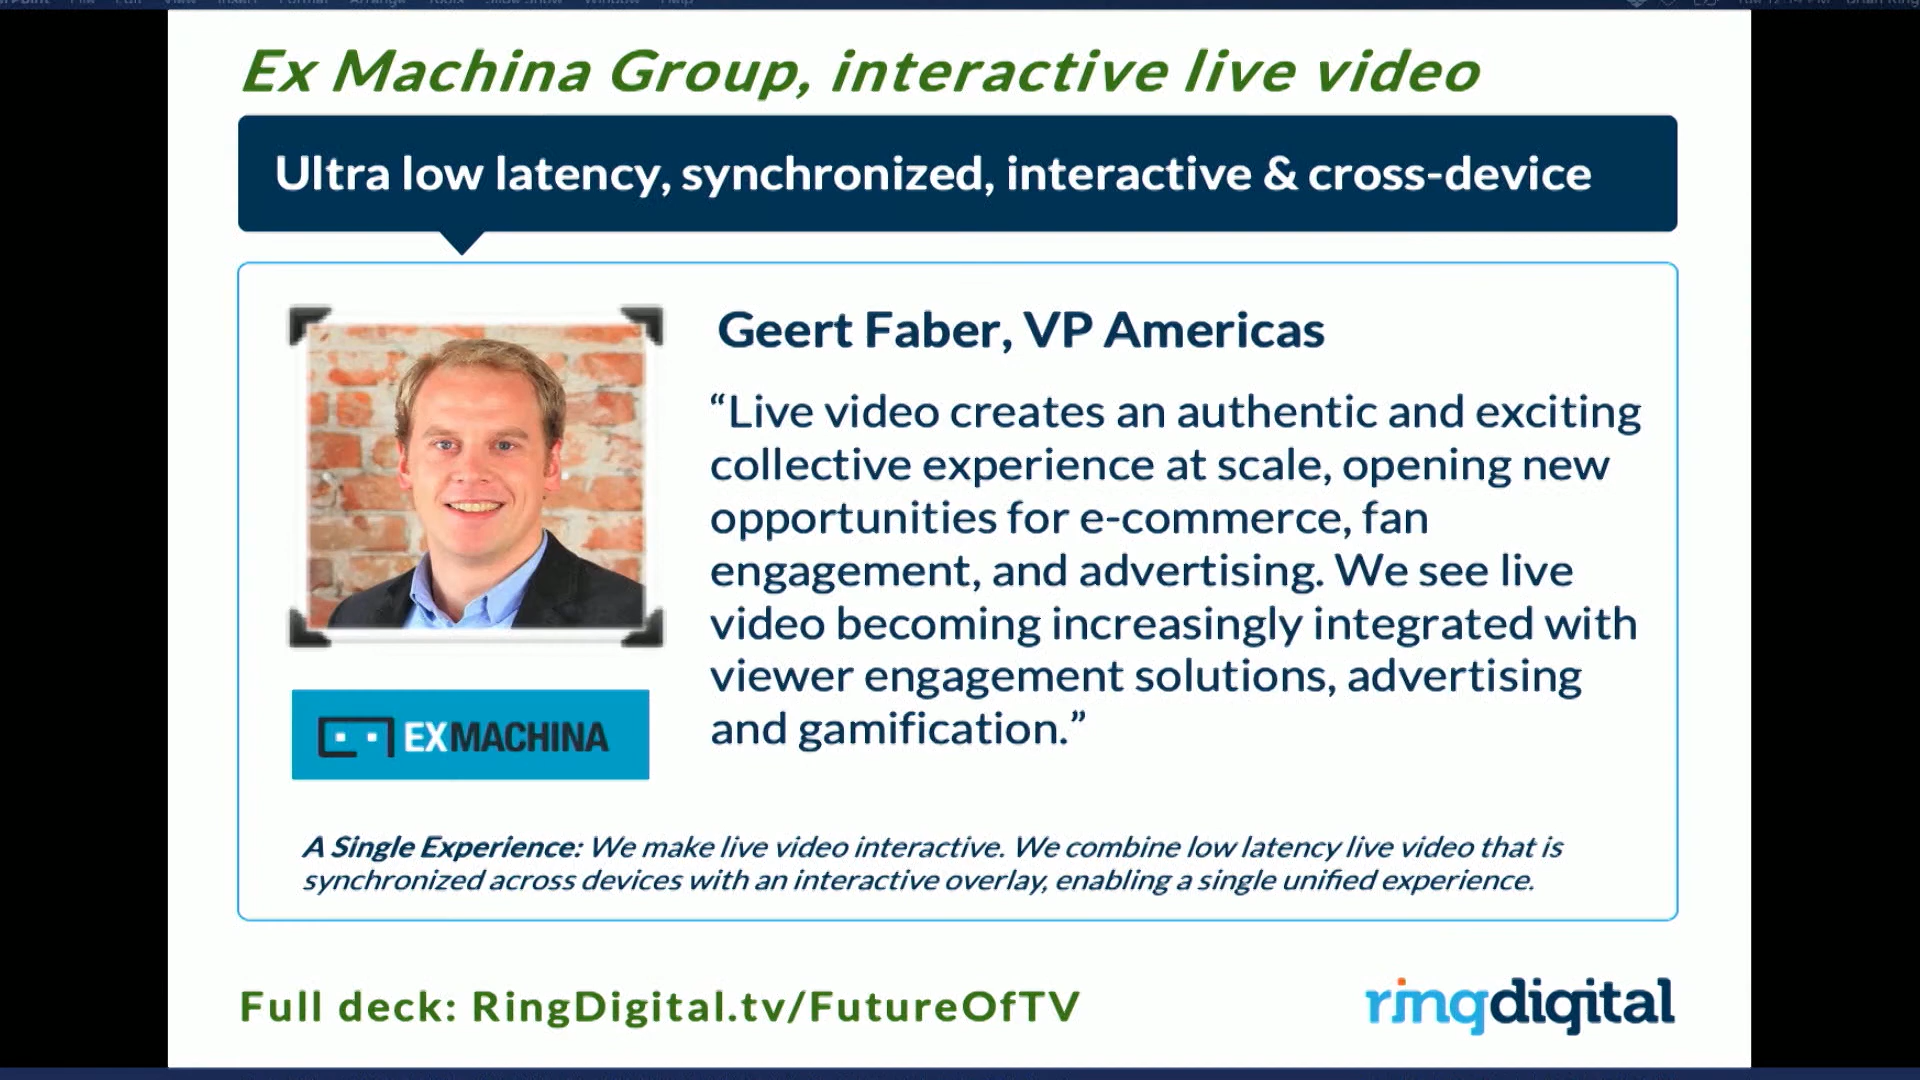 Ex Machina Group, interactive live video
Ultra low latency, synchronized, interactive & cross-device
Geert Faber, VP Americas
“Live video creates an authentic and exciting
collective experience at scale, opening new
opportunities for e-commerce, fan
engagement, and advertising. We see live
video becoming increasingly integrated with
viewer engagement solutions, advertising
and gamification.”
EXMACHINA
A Single Experience: We make live video interactive. We combine low latency live video that is
synchronized across devices with an interactive overlay, enabling a single unified experience.
Full deck: RingDigital.tv/FutureOfTV
ringdigital